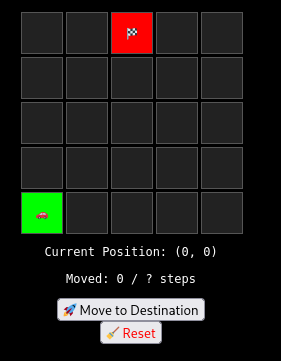 Current Position: (0, 0)
Moved: 0 / ? steps
🚀 Move to Destination
🧹 Reset